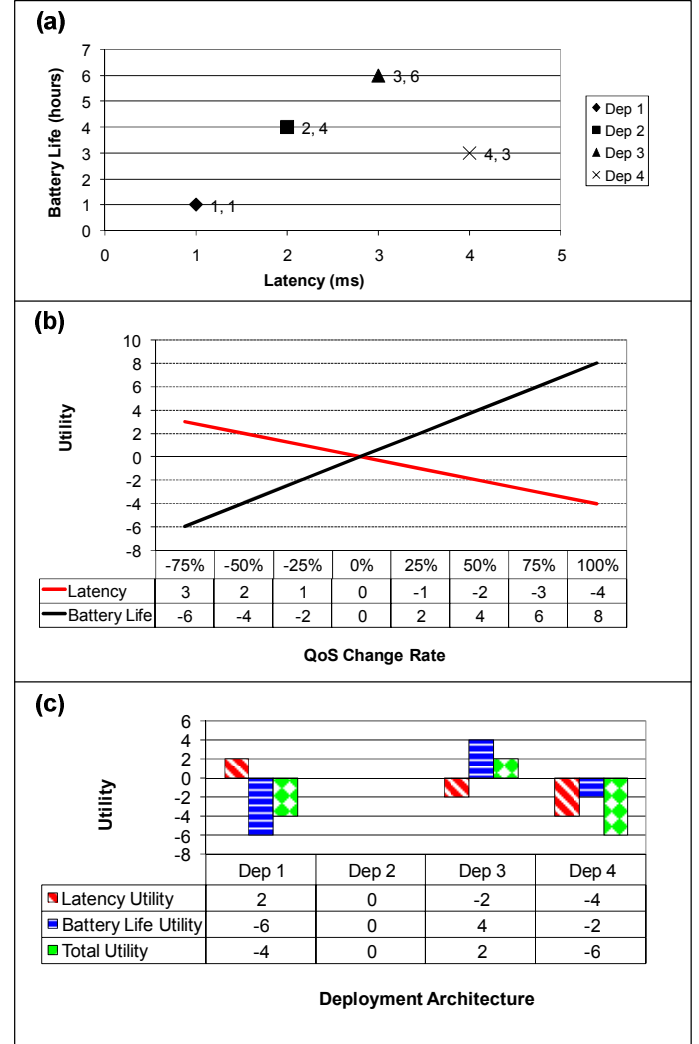 (a)
7
6
5
4
3
2
1
0
Battery Life (hours)
3, 6
2, 4
4, 3
1, 1
0 1 2 3 4 5
Latency (ms)
Dep 1
Dep 2
Dep 3
Dep 4
(b)
10
8
6
4
2
0
-2
-4
-6
-8
Utility
-75% -50% -25% 0% 25% 50% 75% 100%
Latency 3 2 1 0 -1 -2 -3 -4
Battery Life -6 -4 -2 0 2 4 6 8
QoS Change Rate
(c)
6
4
2
0
-2
-4
-6
-8
Utility
Dep 1 Dep 2 Dep 3 Dep 4
Latency Utility 2 0 -2 -4
Battery Life Utility -6 0 4 -2
Total Utility -4 0 2 -6
Deployment Architecture